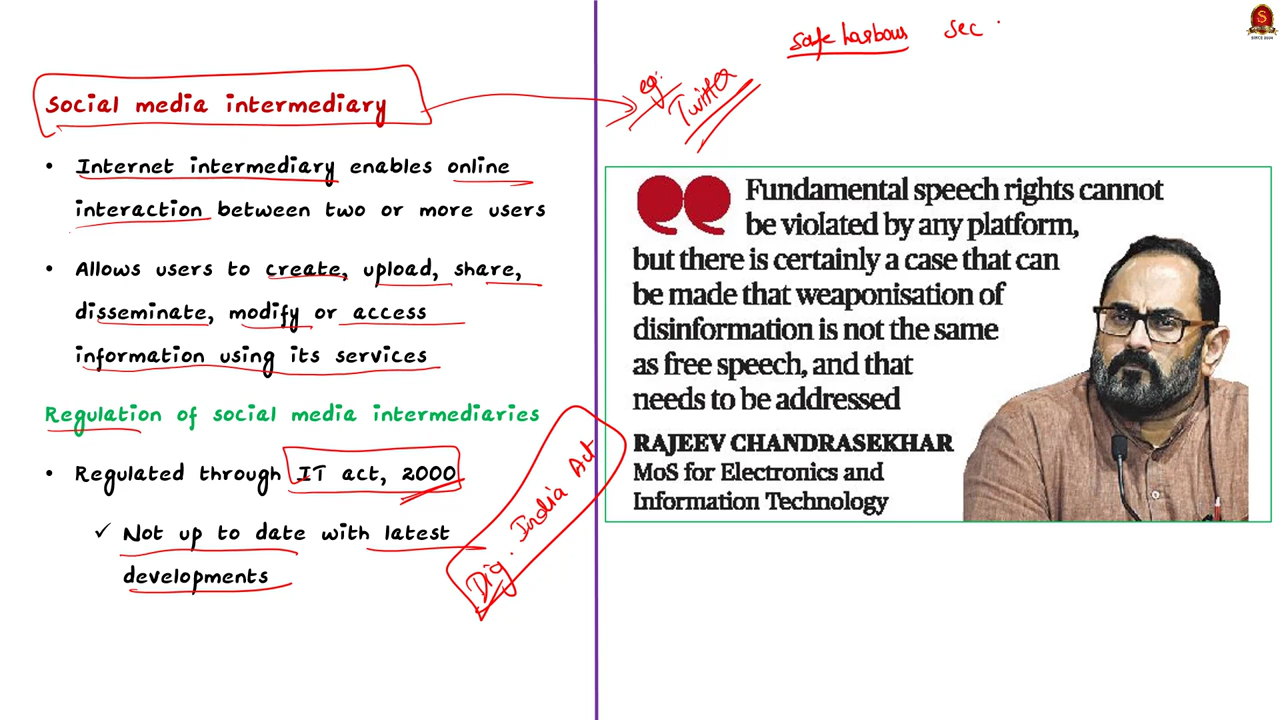 Social media intermediary
• Internet intermediary enables online
interaction between two or more users
• Allows users to create, upload, share,
disseminate, modify or access
information using its services
Regulation of social media intermediaries
• Regulated through IT act, 2000
✓ Not up to date with latest
developments
Dig. India Act
eg:
Twitter
safe harbour sec
S
SINCE 2004
Fundamental speech rights cannot
be violated by any platform,
but there is certainly a case that can
be made that weaponisation of
disinformation is not the same
as free speech, and that
needs to be addressed
RAJEEV CHANDRASEKHAR
MoS for Electronics and
Information Technology